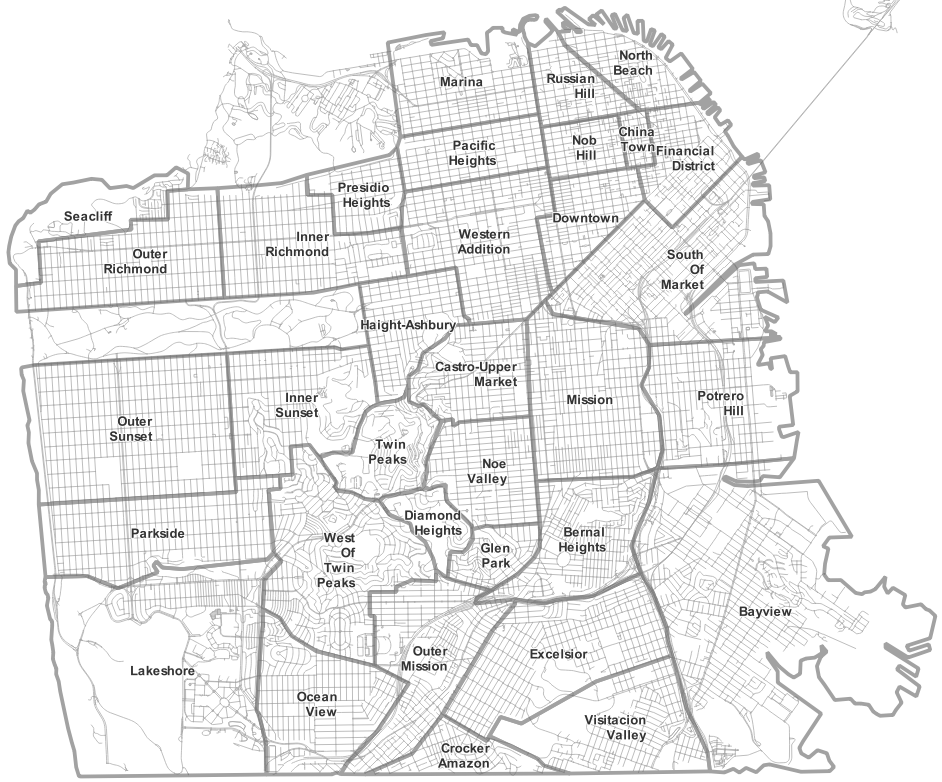 North
Beach
Marina
Russian
Hill
China
Town
Nob
Hill
Pacific
Heights
Financial
District
Presidio
Heights
Seacliff
Downtown
Western
Addition
Inner
Richmond
Outer
Richmond
South
Of
Market
Haight-Ashbury
Castro-Upper
Market
Inner
Sunset
Mission
Potrero
Hill
Outer
Sunset
Twin
Peaks
Noe
Valley
Diamond
Heights
Parkside
West
Of
Twin
Peaks
Glen
Park
Bernal
Heights
Bayview
Outer
Mission
Excelsior
Lakeshore
Ocean
View
Visitacion
Valley
Crocker
Amazon